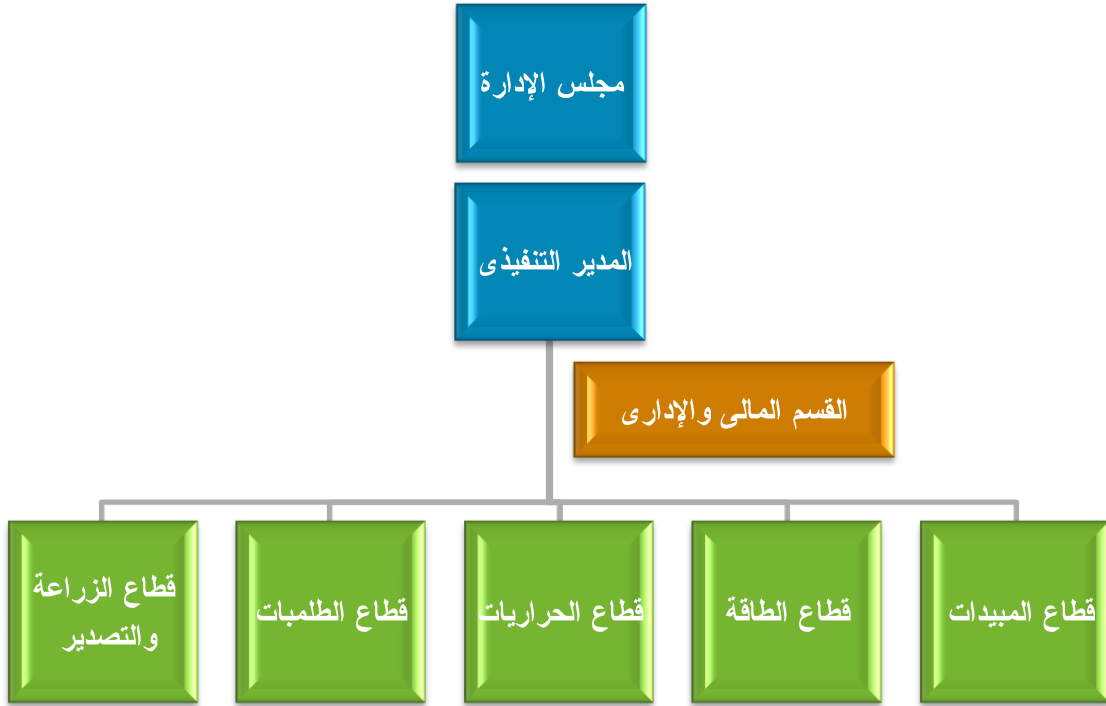 مجلس الإدارة
المدير التنفيذى
القسم المالى والإدارى
قطاع المبيدات
قطاع الطاقة
قطاع الحراريات
قطاع الطلمبات
قطاع الزراعة
والتصدير